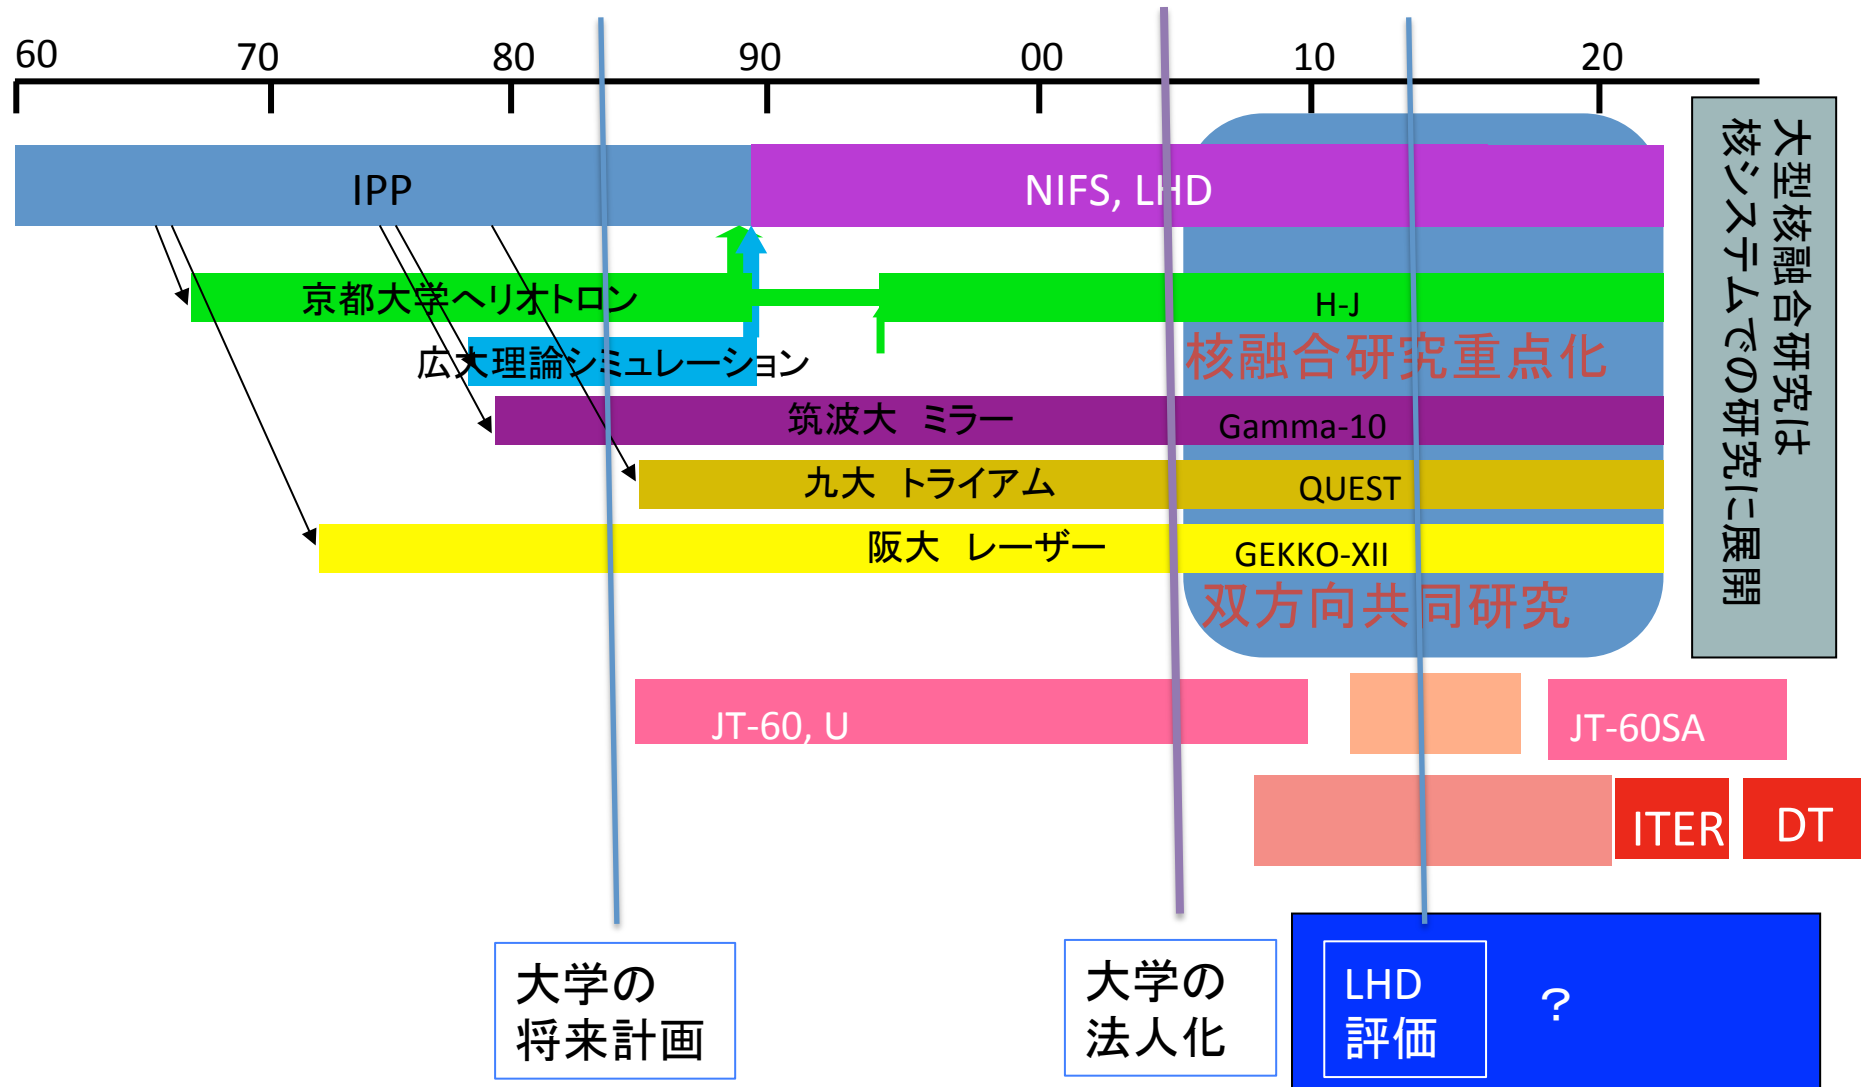 60 70 80 90 00 10 20
IPP
NIFS, LHD
京都大学ヘリオトロン
H-J
広大理論シミュレーション
核融合研究重点化
筑波大 ミラー
Gamma-10
九大 トライアム
QUEST
阪大 レーザー
GEKKO-XII
双方向共同研究
大型核融合研究は
核システムでの研究に展開
JT-60, U
JT-60SA
ITER
DT
大学の
将来計画
大学の
法人化
LHD
評価
?